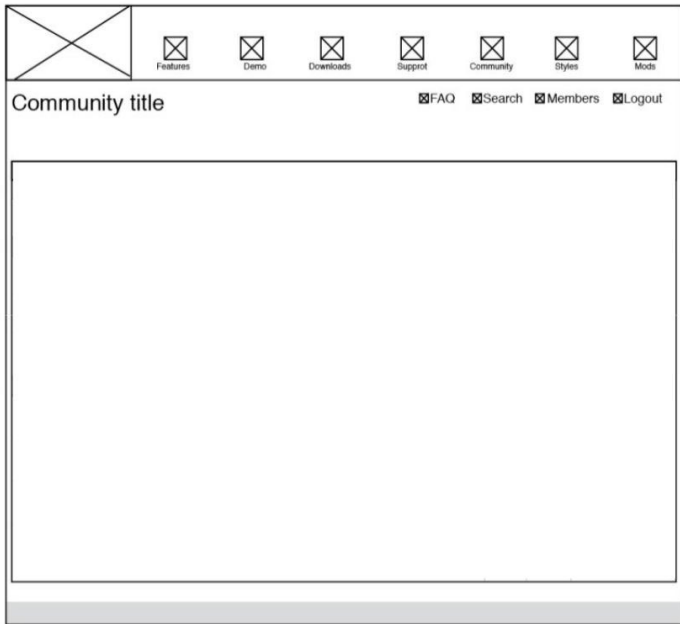 Features Demo Downloads Supprot Community Styles Mods
Community title
FAQ Search Members Logout